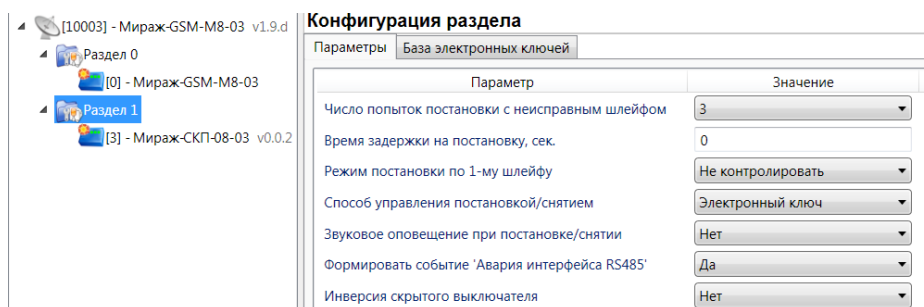 [10003] - Мираж-GSM-M8-03 v1.9.d
Раздел 0
[0] - Мираж-GSM-M8-03
Раздел 1
[3] - Мираж-СКП-08-03 v0.0.2
Конфигурация раздела
Параметры База электронных ключей
Параметр Значение
Число попыток постановки с неисправным шлейфом 3
Время задержки на постановку, сек. 0
Режим постановки по 1-му шлейфу Не контролировать
Способ управления постановкой/снятием Электронный ключ
Звуковое оповещение при постановке/снятии Нет
Формировать событие 'Авария интерфейса RS485' Да
Инверсия скрытого выключателя Нет